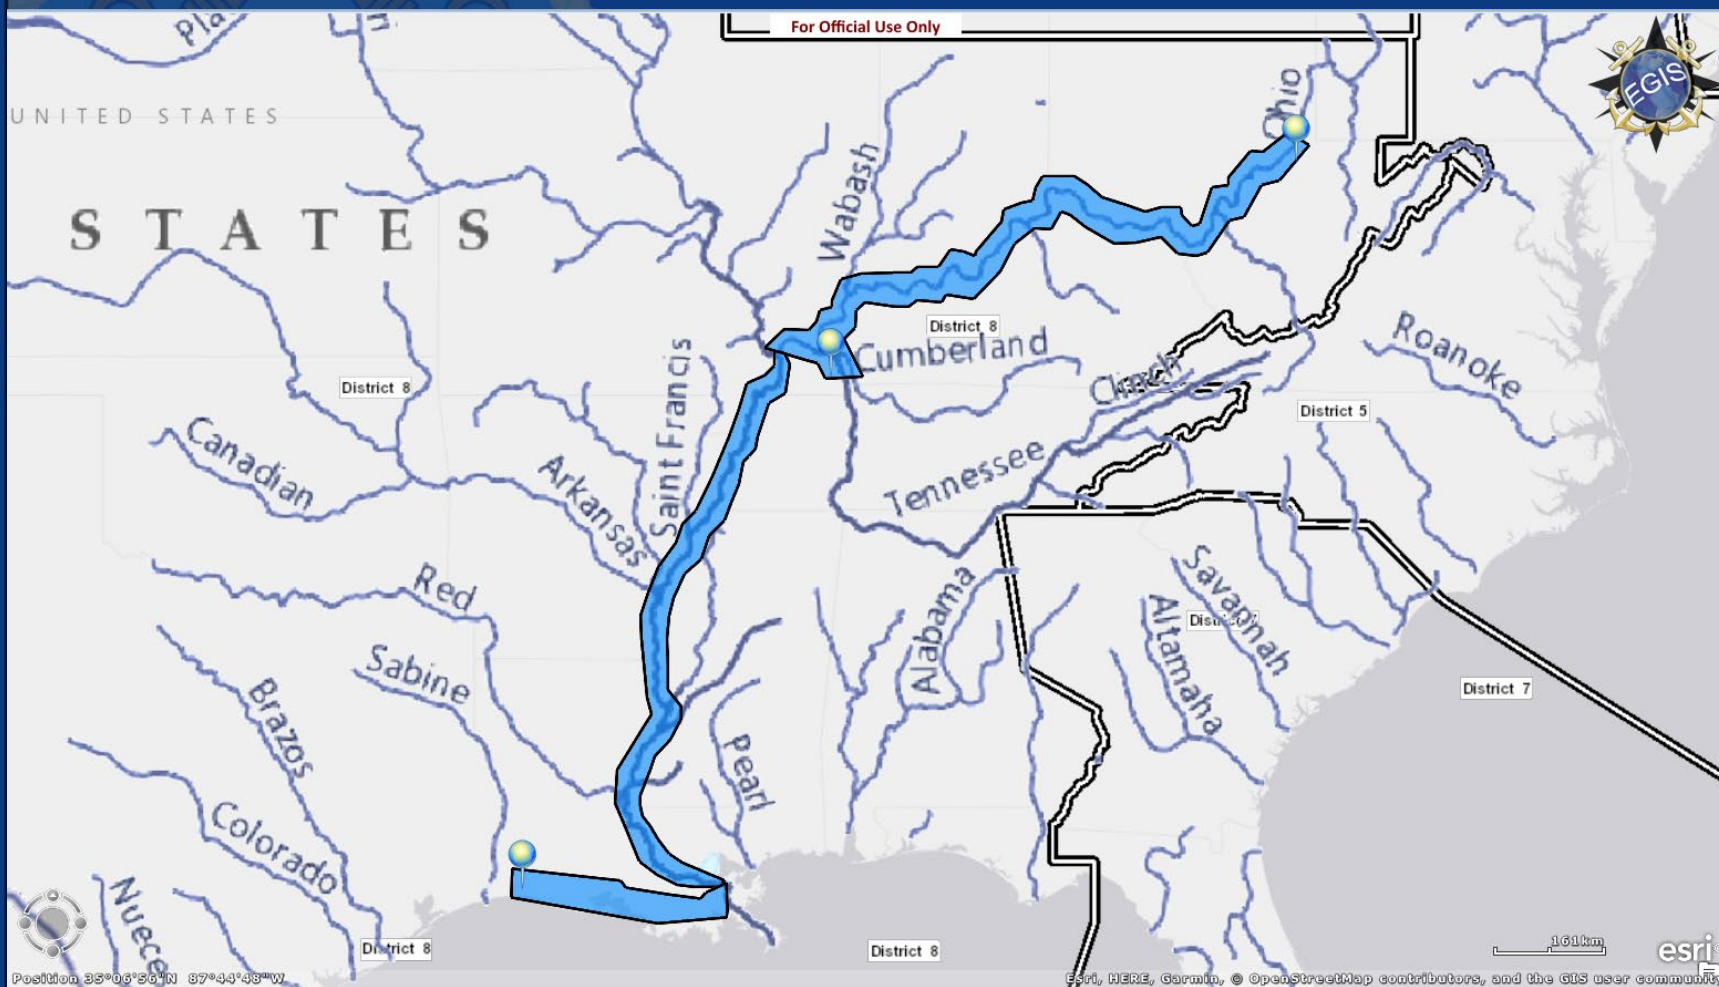 For Official Use Only
EGIS
Ohio
UNITED STATES
Wabash
STATES
District 8
Cumberland
Roanoke
Clinch
District 8
Saint Francis
District 5
Canadian
Arkansas
Tennessee
Red
Savannah
Alabama
Altamaha
Sabine
Brazos
District 7
Pearl
Colorado
Nuece
District 8
District 8
161km
esri
Position 35°06'56"N 87°44'48"W
Esri, HERE, Garmin, © OpenStreetMap contributors, and the GIS user community